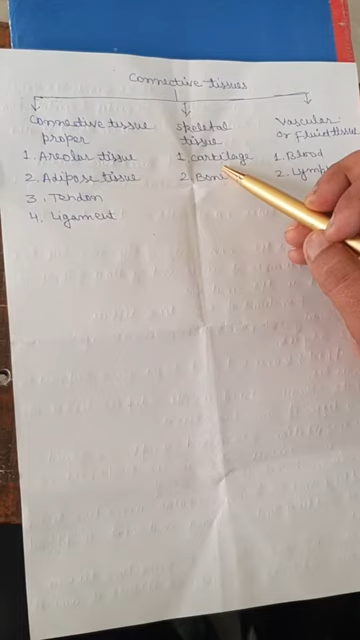 Connective tissues
Connective tissue
proper
1. Areolar tissue
2. Adipose tissue
3. Tendon
4. Ligament
Skeletal
tissue
1 Cartilage
2. Bone
Vascular
or Fluid tissue
1. Blood
2. Lymph